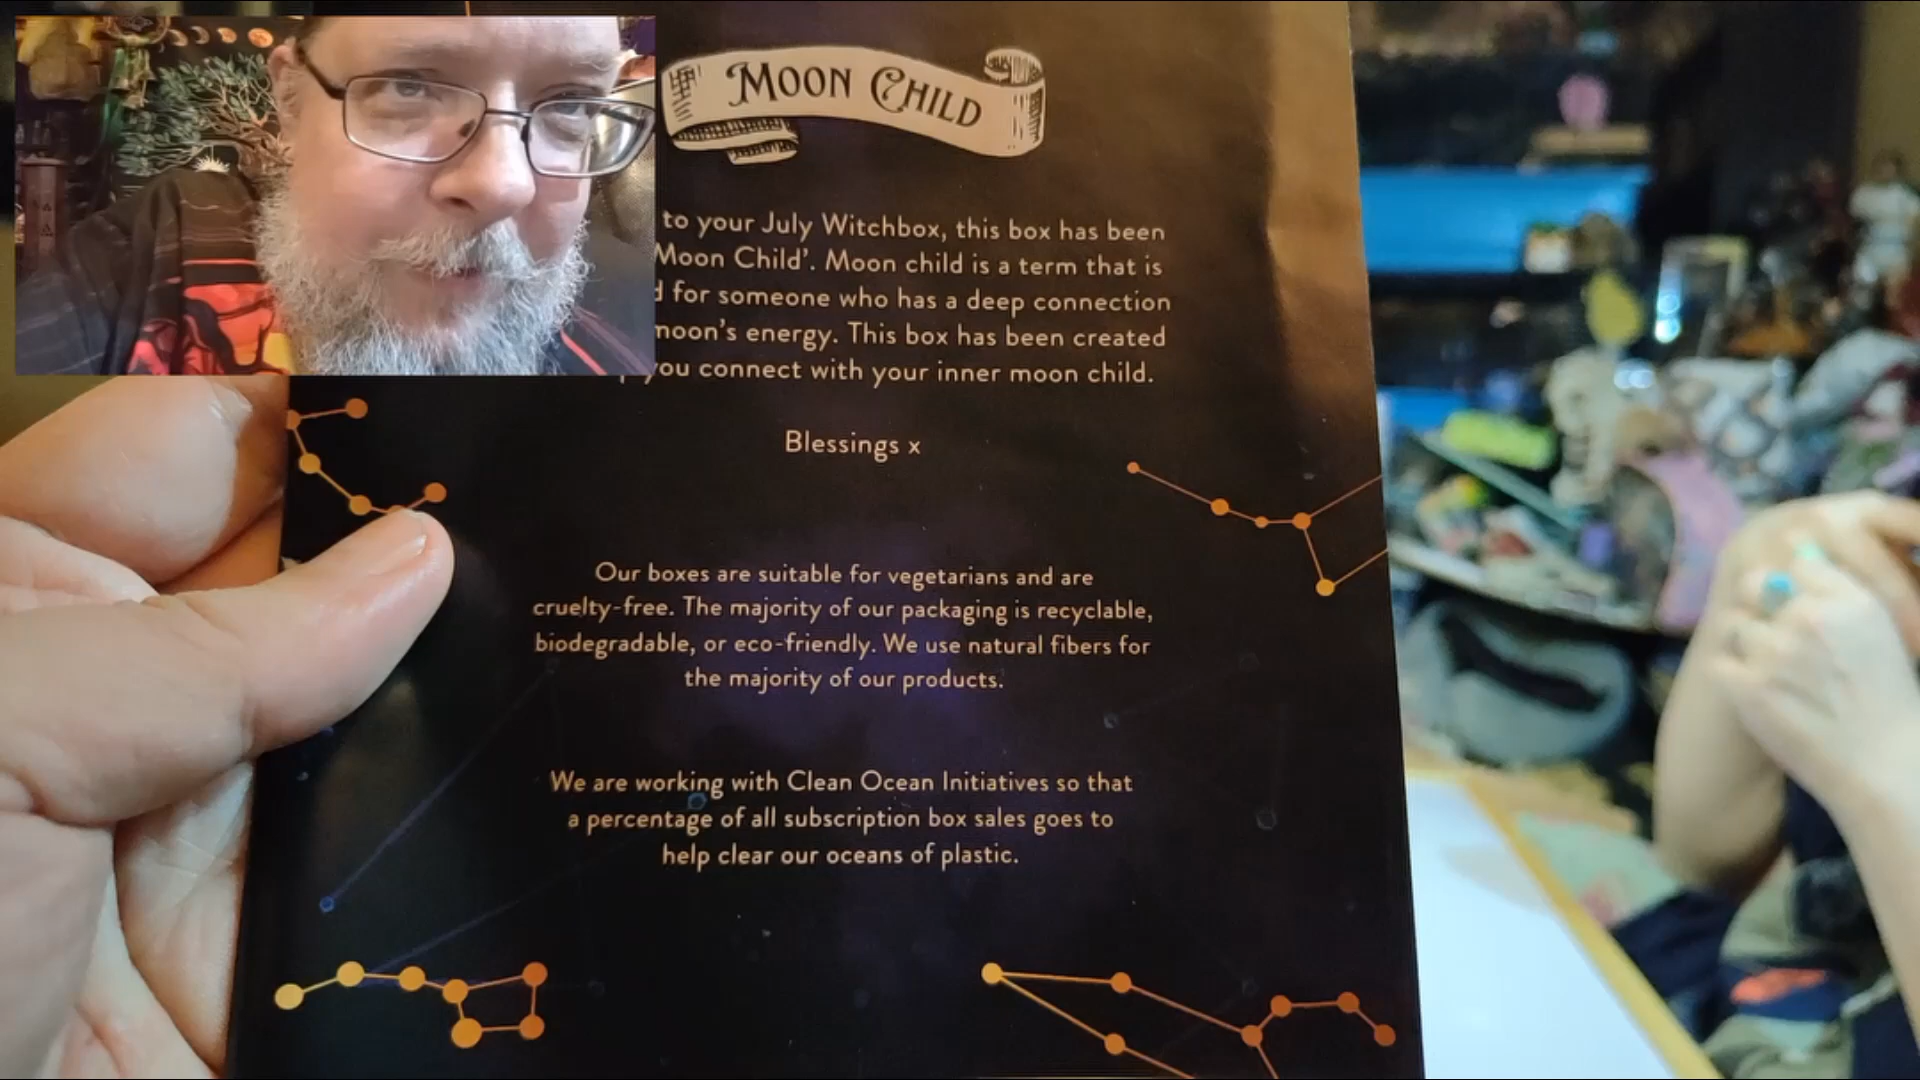 MOON CHILD
to your July Witchbox, this box has been
Moon Child'. Moon child is a term that is
for someone who has a deep connection
moon's energy. This box has been created
you connect with your inner moon child.
Blessings x
Our boxes are suitable for vegetarians and are
cruelty-free. The majority of our packaging is recyclable,
biodegradable, or eco-friendly. We use natural fibers for
the majority of our products.
We are working with Clean Ocean Initiatives so that
a percentage of all subscription box sales goes to
help clear our oceans of plastic.